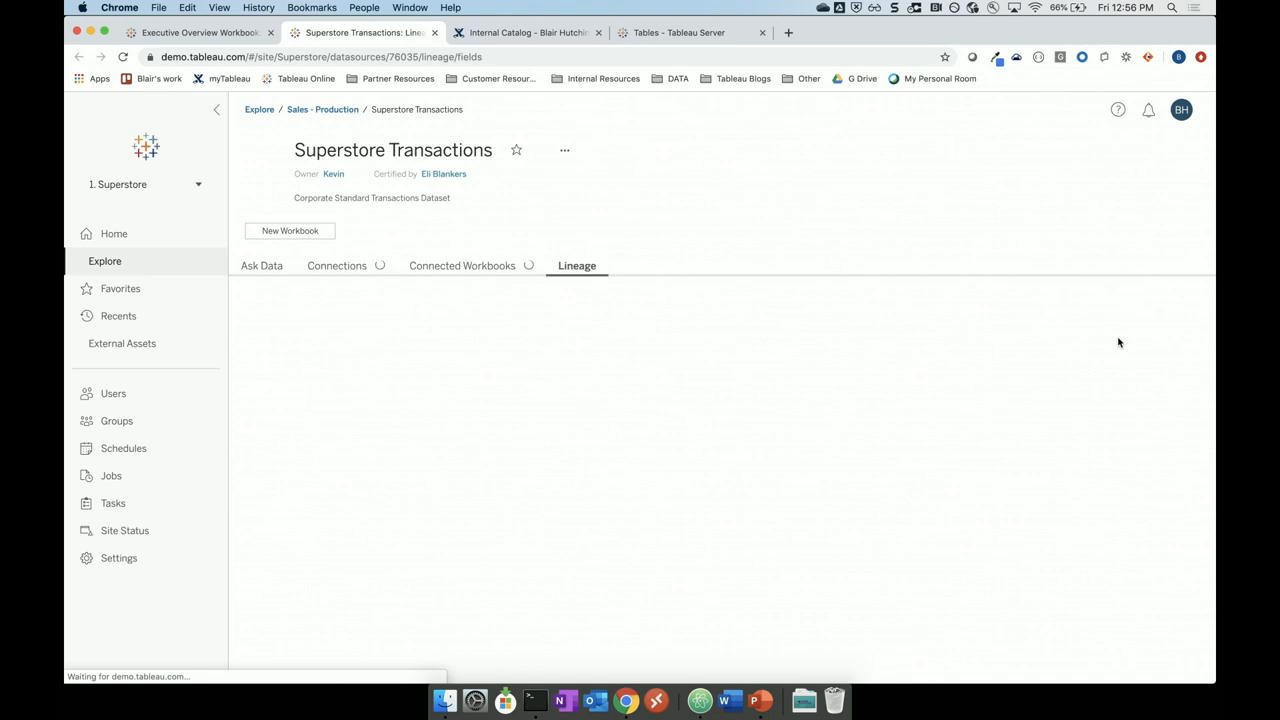 Chrome File Edit View History Bookmarks People Window Help 66% Fri 12:56 PM
Executive Overview Workbook Superstore Transactions: Linea Internal Catalog - Blair Hutchin Tables - Tableau Server
demo.tableau.com/#/site/Superstore/datasources/76035/lineage/fields
Apps Blair's work myTableau Tableau Online Partner Resources Customer Resour... Internal Resources DATA Tableau Blogs Other G Drive My Personal Room
Explore / Sales - Production / Superstore Transactions
BH
Superstore Transactions
Owner Kevin Certified by Eli Blankers
Corporate Standard Transactions Dataset
New Workbook
Ask Data Connections Connected Workbooks Lineage
1. Superstore
Home
Explore
Favorites
Recents
External Assets
Users
Groups
Schedules
Jobs
Tasks
Site Status
Settings
Waiting for demo.tableau.com...